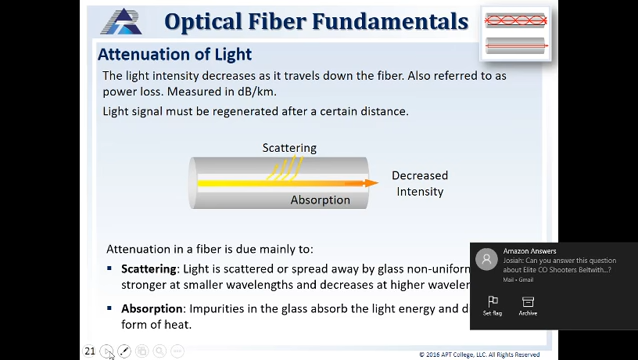 Optical Fiber Fundamentals
Attenuation of Light
The light intensity decreases as it travels down the fiber. Also referred to as
power loss. Measured in dB/km.
Light signal must be regenerated after a certain distance.
Scattering
Absorption
Decreased
Intensity
Attenuation in a fiber is due mainly to:
▪ Scattering: Light is scattered or spread away by glass non-uniform
stronger at smaller wavelengths and decreases at higher wavele
▪ Absorption: Impurities in the glass absorb the light energy and d
form of heat.
Amazon Answers
Josiah: Can you answer this question
about Elite CO Shooters Beltwith...?
Mail • Gmail
Set flag
Archive
21
© 2016 APT College, LLC. All Rights Reserved